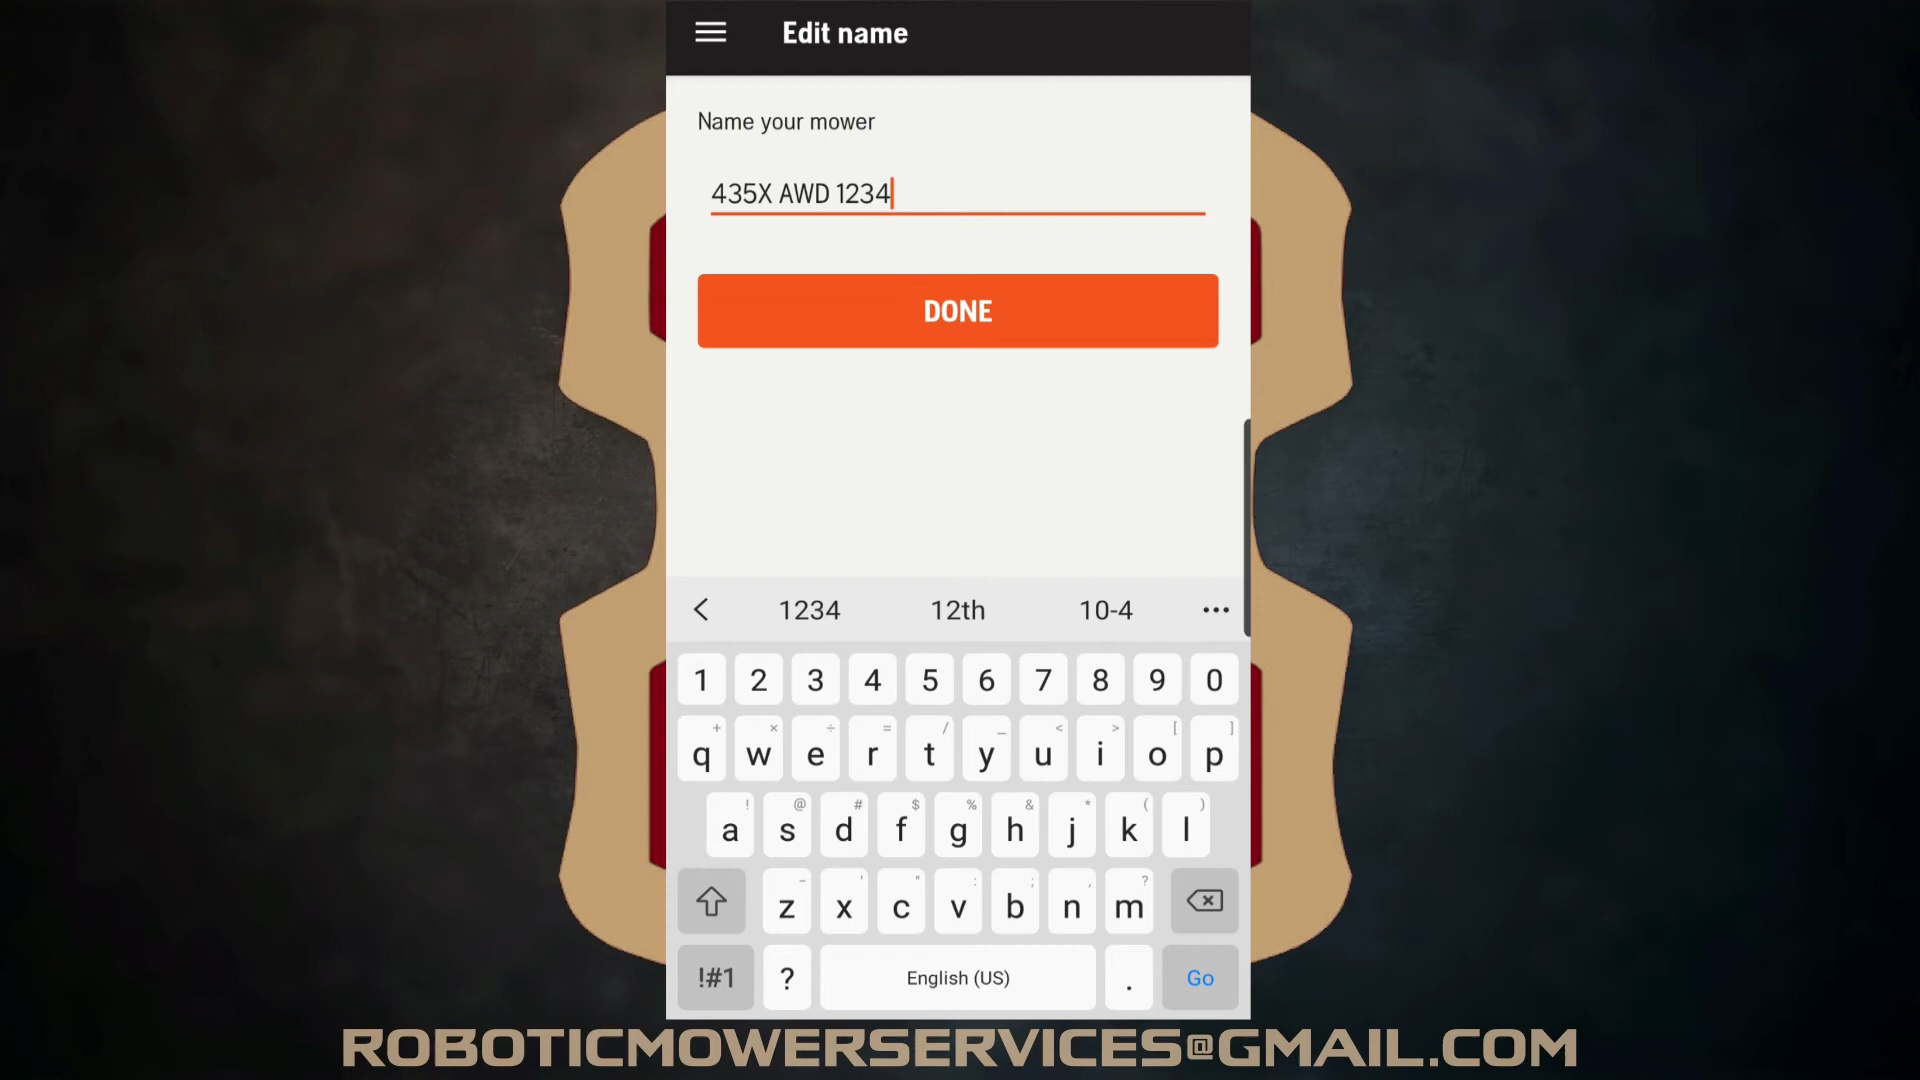 Edit name
Name your mower
435X AWD 1234
DONE
1234 12th 10-4 •••
1 2 3 4 5 6 7 8 9 0
+ × ÷ = / _ < > [ ]
q w e r t y u i o p
! @ # $ % & * ( )
a s d f g h j k l
- ' " : ; , ?
z x c v b n m
!#1 ? English (US) . Go
ROBOTICMOWERSERVICES@GMAIL.COM